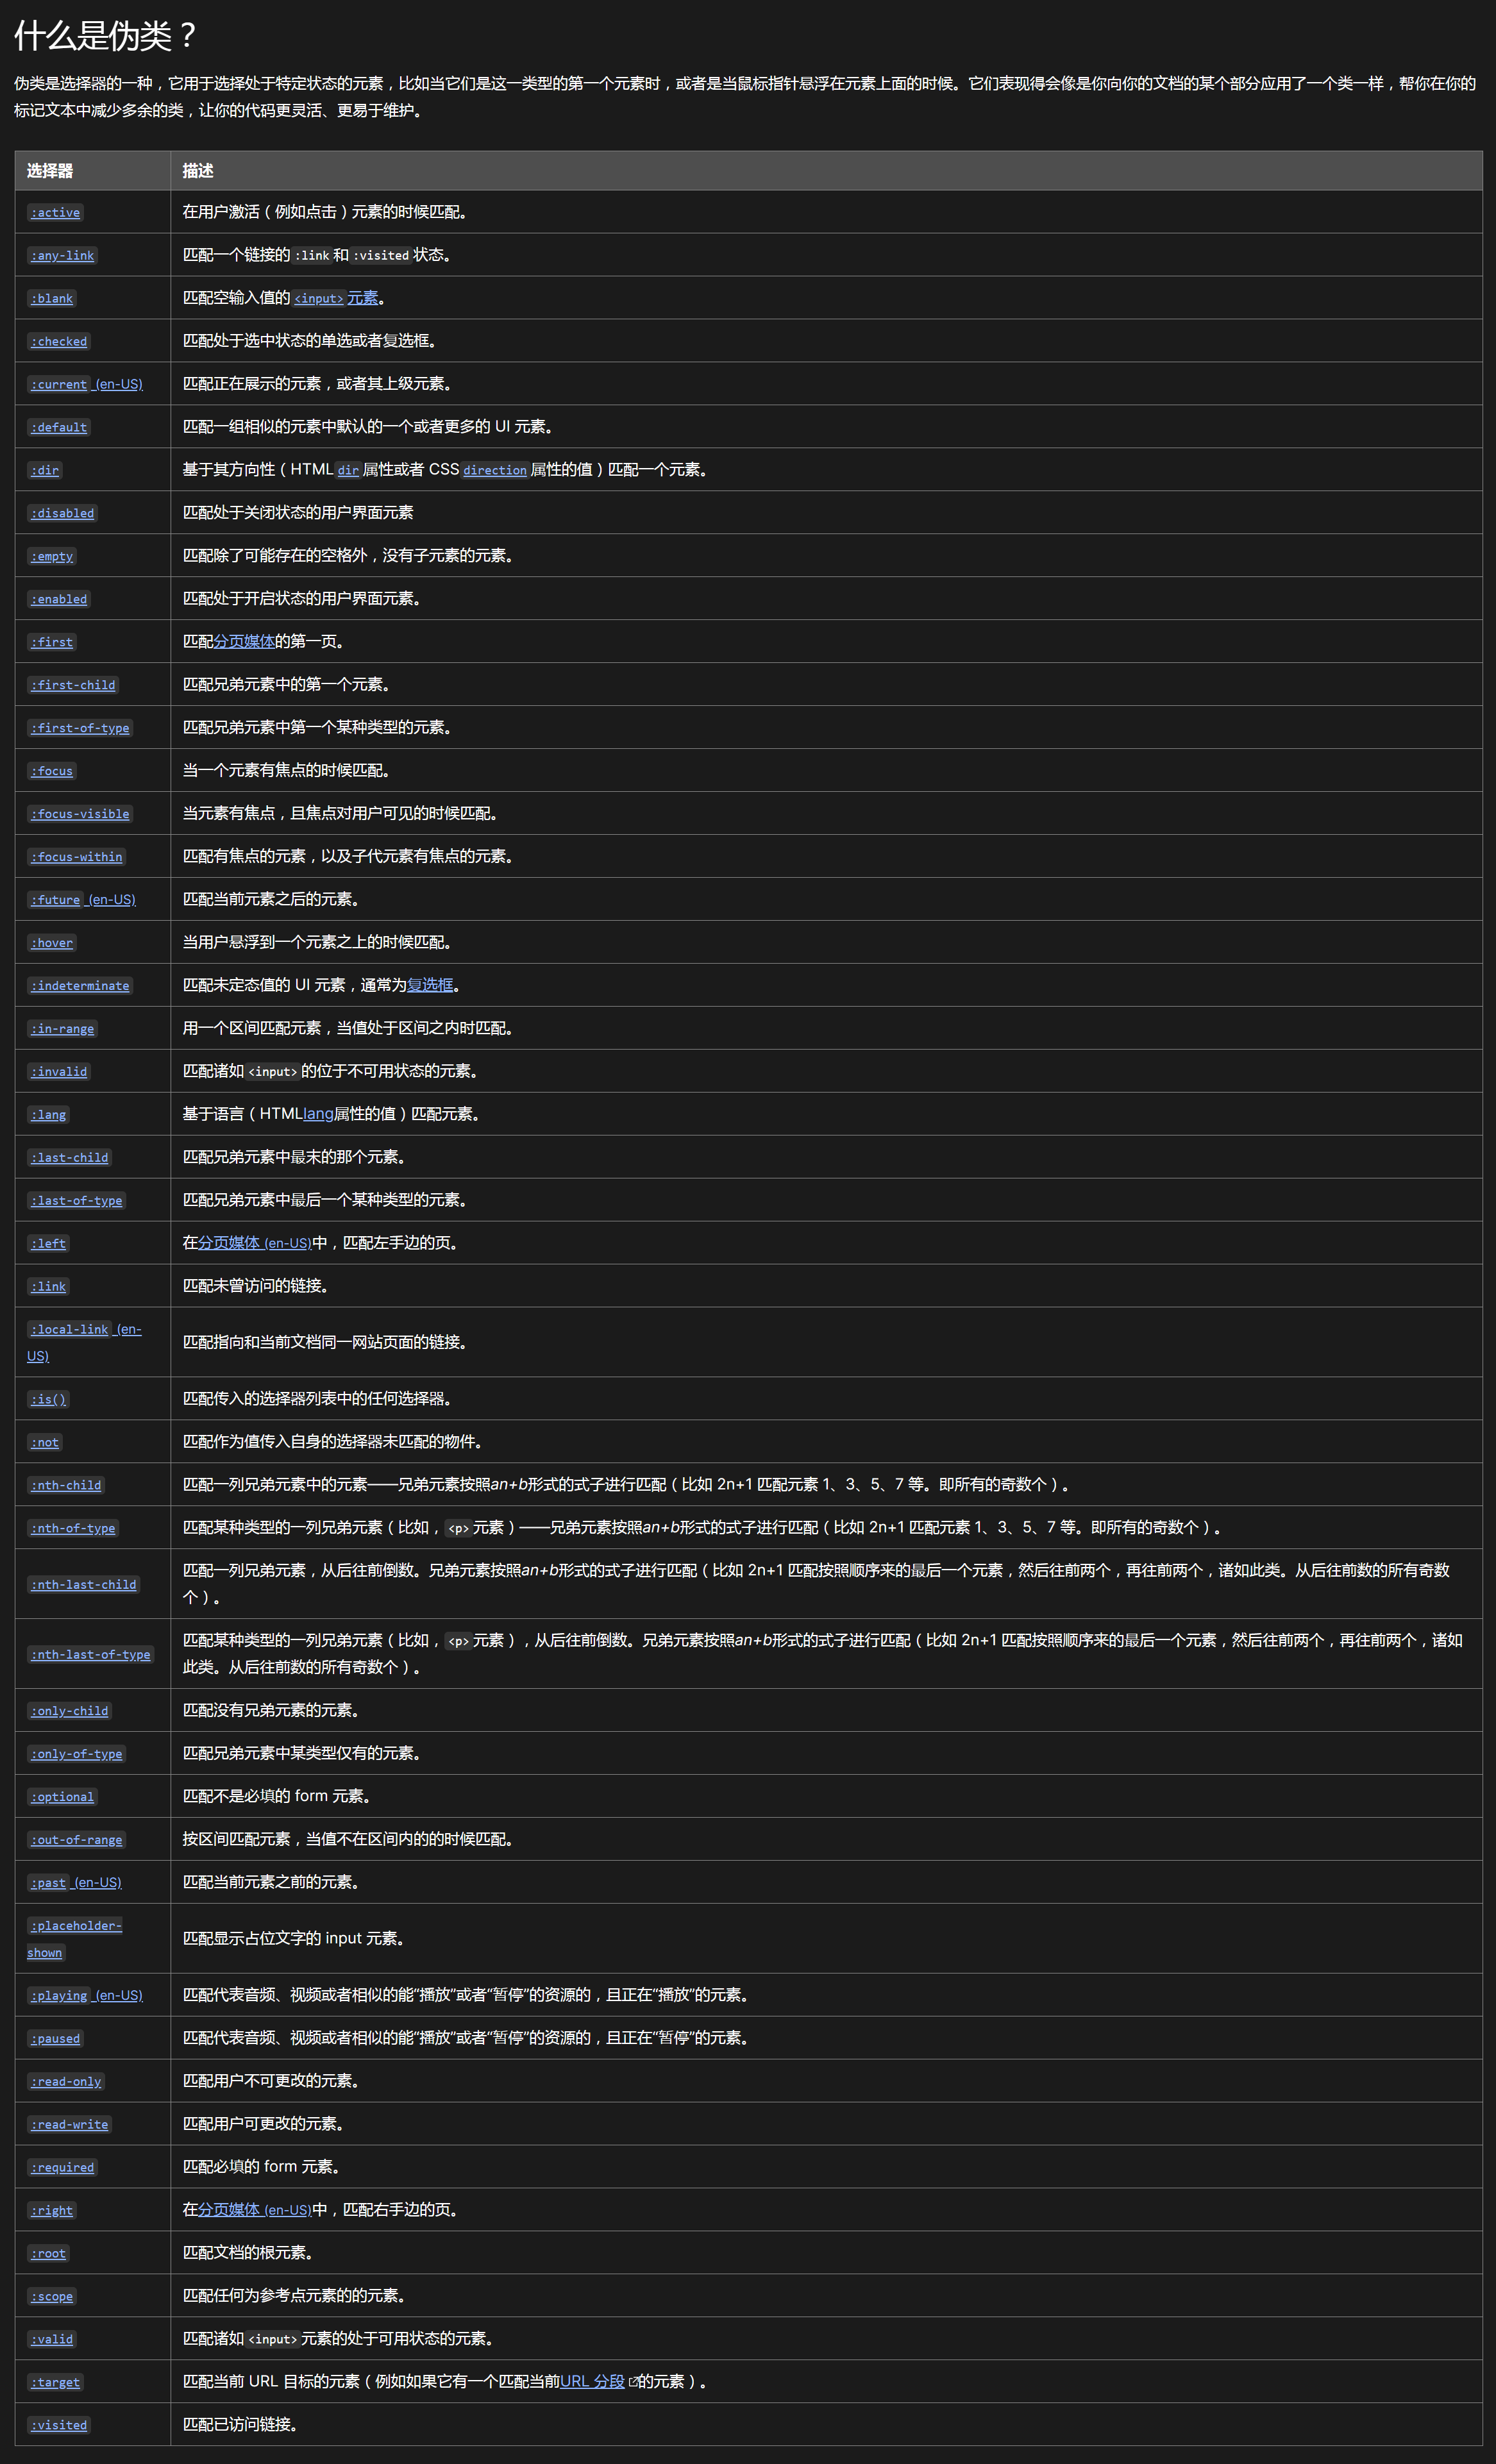 什么是伪类？
伪类是选择器的一种，它用于选择处于特定状态的元素，比如当它们是这一类型的第一个元素时，或者是当鼠标指针悬浮在元素上面的时候。它们表现得会像是你向你的文档的某个部分应用了一个类一样，帮你在你的
标记文本中减少多余的类，让你的代码更灵活、更易于维护。
选择器 描述
:active 在用户激活（例如点击）元素的时候匹配。
:any-link 匹配一个链接的:link和:visited状态。
:blank 匹配空输入值的<input>元素。
:checked 匹配处于选中状态的单选或者复选框。
:current (en-US) 匹配正在展示的元素，或者其上级元素。
:default 匹配一组相似的元素中默认的一个或者更多的 UI 元素。
:dir 基于其方向性（HTMLdir属性或者 CSSdirection属性的值）匹配一个元素。
:disabled 匹配处于关闭状态的用户界面元素
:empty 匹配除了可能存在的空格外，没有子元素的元素。
:enabled 匹配处于开启状态的用户界面元素。
:first 匹配分页媒体的第一页。
:first-child 匹配兄弟元素中的第一个元素。
:first-of-type 匹配兄弟元素中第一个某种类型的元素。
:focus 当一个元素有焦点的时候匹配。
:focus-visible 当元素有焦点，且焦点对用户可见的时候匹配。
:focus-within 匹配有焦点的元素，以及子代元素有焦点的元素。
:future (en-US) 匹配当前元素之后的元素。
:hover 当用户悬浮到一个元素之上的时候匹配。
:indeterminate 匹配未定态值的 UI 元素，通常为复选框。
:in-range 用一个区间匹配元素，当值处于区间之内时匹配。
:invalid 匹配诸如<input>的位于不可用状态的元素。
:lang 基于语言（HTMLlang属性的值）匹配元素。
:last-child 匹配兄弟元素中最末的那个元素。
:last-of-type 匹配兄弟元素中最后一个某种类型的元素。
:left 在分页媒体 (en-US)中，匹配左手边的页。
:link 匹配未曾访问的链接。
:local-link (en-
US) 匹配指向和当前文档同一网站页面的链接。
:is() 匹配传入的选择器列表中的任何选择器。
:not 匹配作为值传入自身的选择器未匹配的物件。
:nth-child 匹配一列兄弟元素中的元素——兄弟元素按照an+b形式的式子进行匹配（比如 2n+1 匹配元素 1、3、5、7 等。即所有的奇数个）。
:nth-of-type 匹配某种类型的一列兄弟元素（比如，<p>元素）——兄弟元素按照an+b形式的式子进行匹配（比如 2n+1 匹配元素 1、3、5、7 等。即所有的奇数个）。
:nth-last-child 匹配一列兄弟元素，从后往前倒数。兄弟元素按照an+b形式的式子进行匹配（比如 2n+1 匹配按照顺序来的最后一个元素，然后往前两个，再往前两个，诸如此类。从后往前数的所有奇数
个）。
:nth-last-of-type 匹配某种类型的一列兄弟元素（比如，<p>元素），从后往前倒数。兄弟元素按照an+b形式的式子进行匹配（比如 2n+1 匹配按照顺序来的最后一个元素，然后往前两个，再往前两个，诸如
此类。从后往前数的所有奇数个）。
:only-child 匹配没有兄弟元素的元素。
:only-of-type 匹配兄弟元素中某类型仅有的元素。
:optional 匹配不是必填的 form 元素。
:out-of-range 按区间匹配元素，当值不在区间内的的时候匹配。
:past (en-US) 匹配当前元素之前的元素。
:placeholder-
shown 匹配显示占位文字的 input 元素。
:playing (en-US) 匹配代表音频、视频或者相似的能“播放”或者“暂停”的资源的，且正在“播放”的元素。
:paused 匹配代表音频、视频或者相似的能“播放”或者“暂停”的资源的，且正在“暂停”的元素。
:read-only 匹配用户不可更改的元素。
:read-write 匹配用户可更改的元素。
:required 匹配必填的 form 元素。
:right 在分页媒体 (en-US)中，匹配右手边的页。
:root 匹配文档的根元素。
:scope 匹配任何为参考点元素的的元素。
:valid 匹配诸如<input>元素的处于可用状态的元素。
:target 匹配当前 URL 目标的元素（例如如果它有一个匹配当前URL 分段的元素）。
:visited 匹配已访问链接。